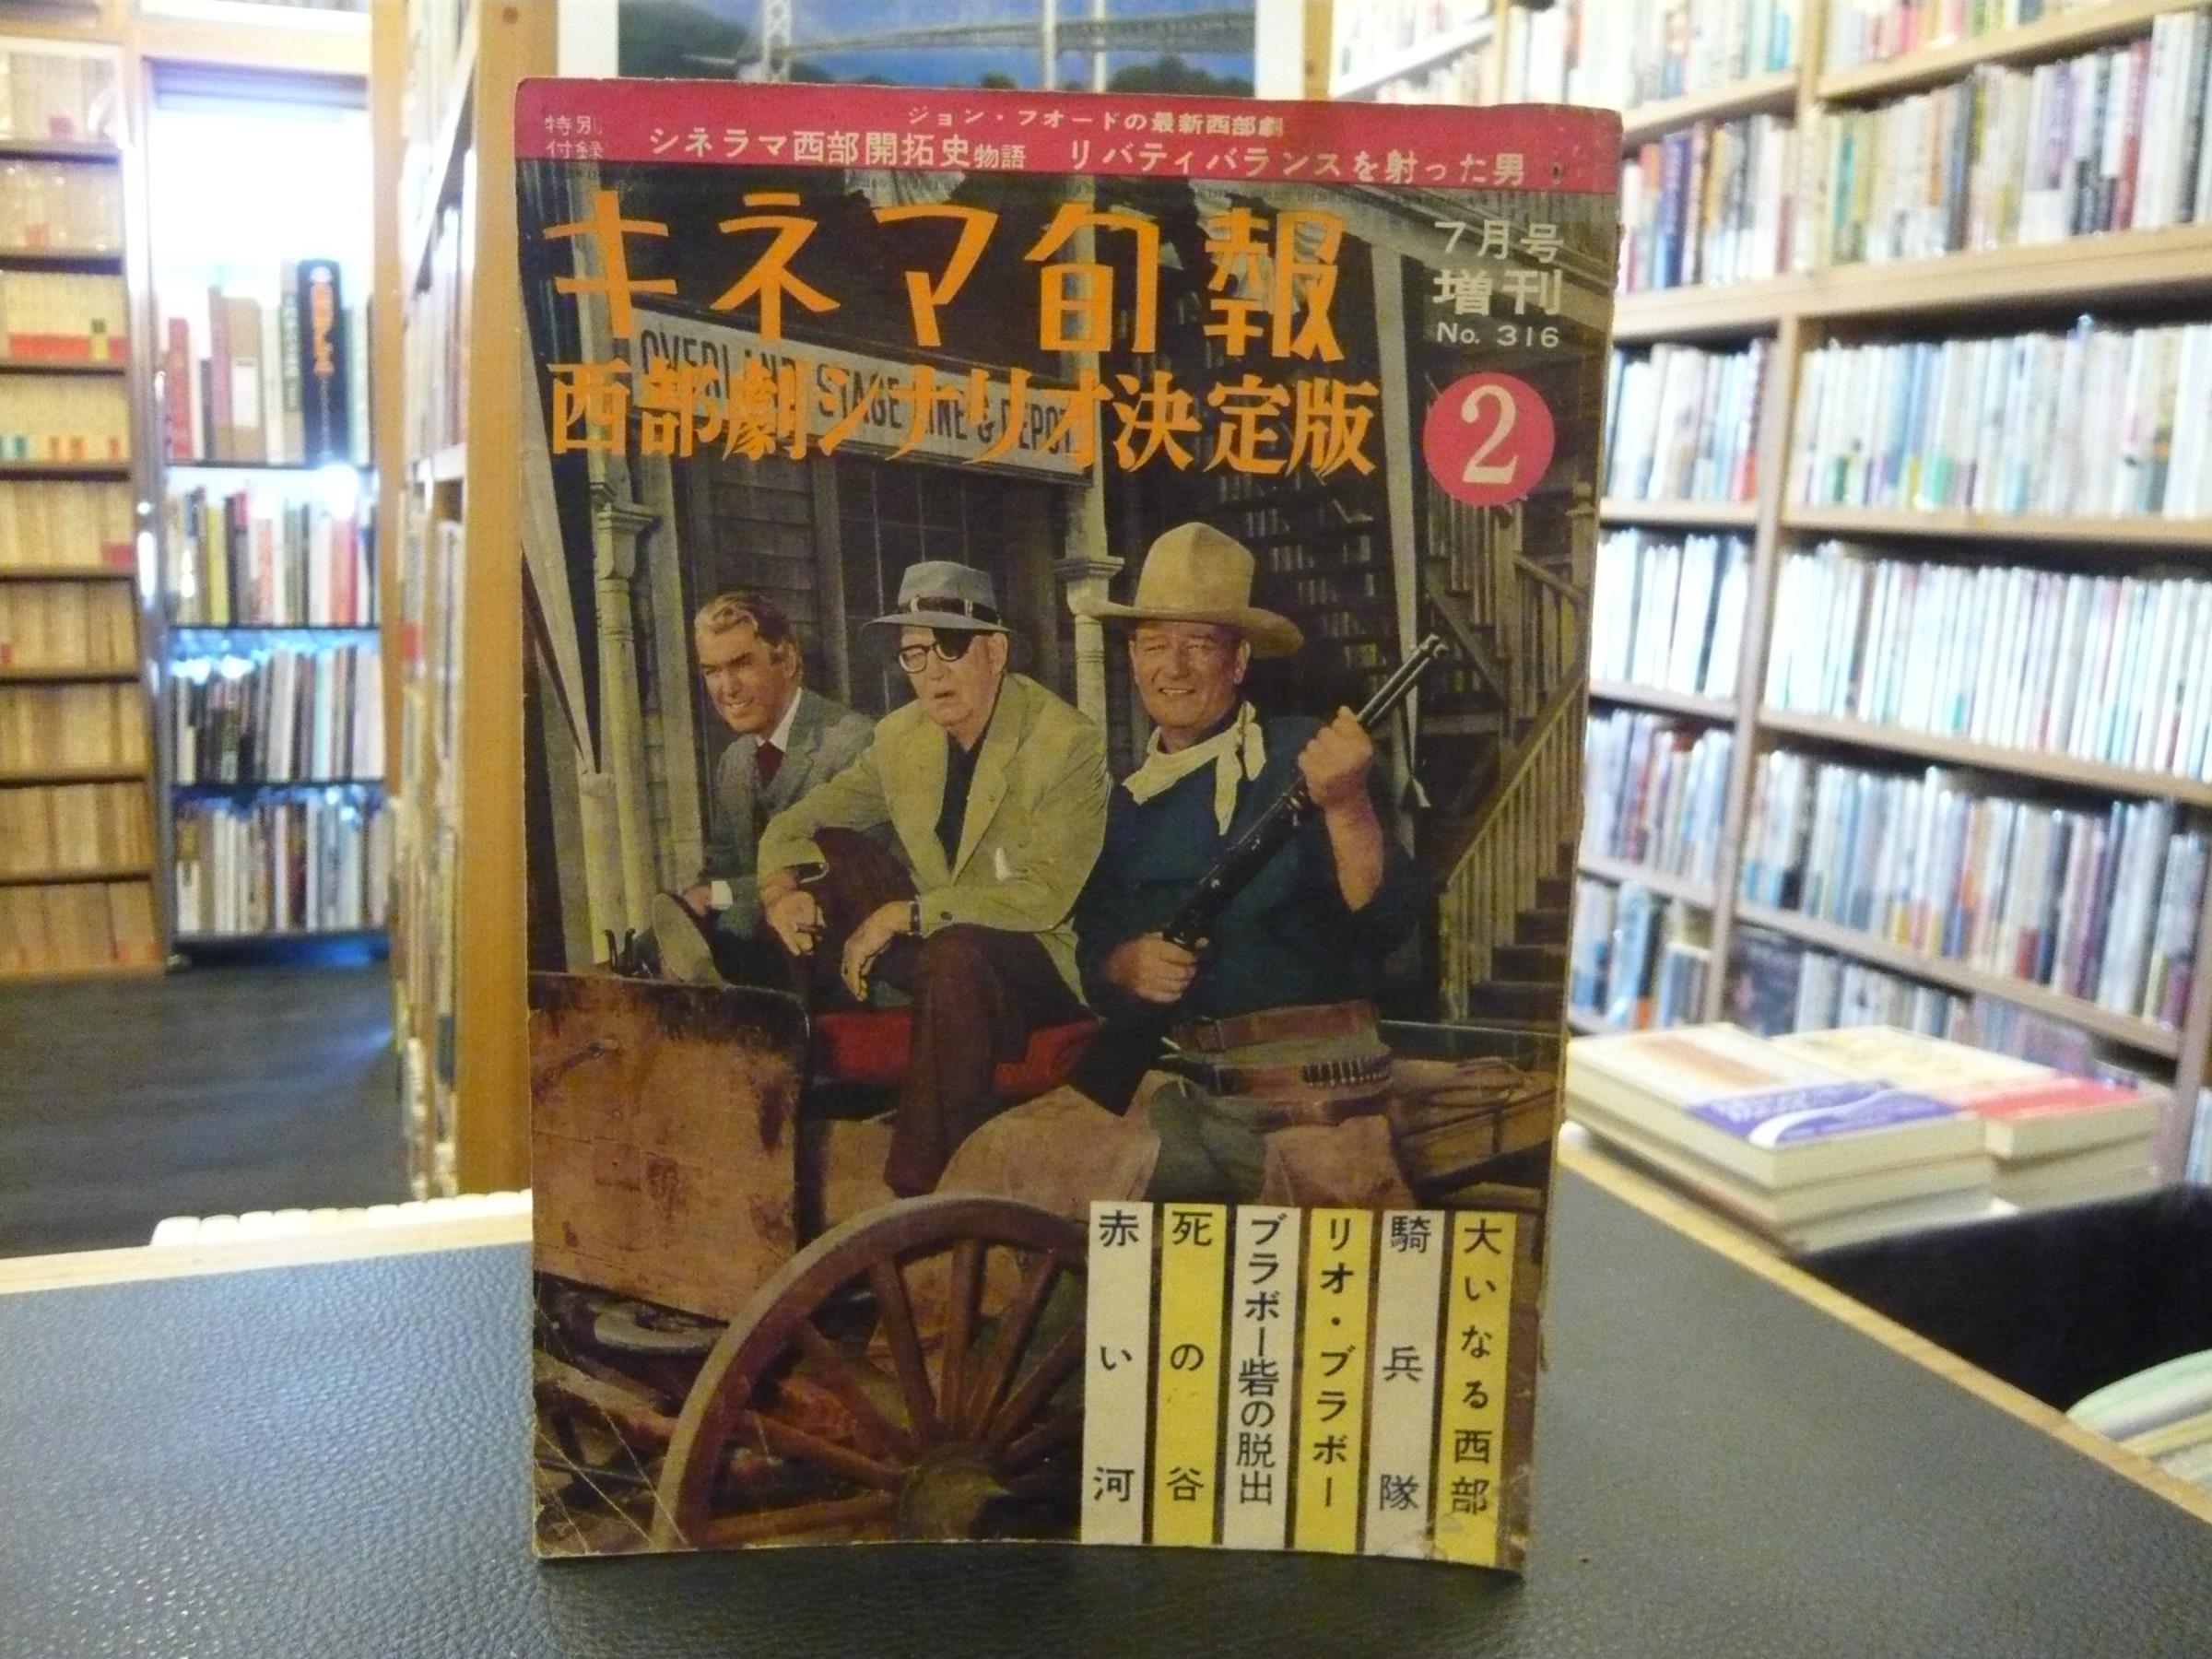 特別
付録
ジョン・フオードの最新西部劇
シネラマ西部開拓史物語 リバティバランスを射った男
キネマ旬報
7月号
増刊
No. 316
OVERLAND STAGE LINE & DEPOT
西部劇シナリオ決定版
2
大いなる西部
騎兵隊
リオ・ブラボー
ブラボー砦の脱出
死の谷
赤い河